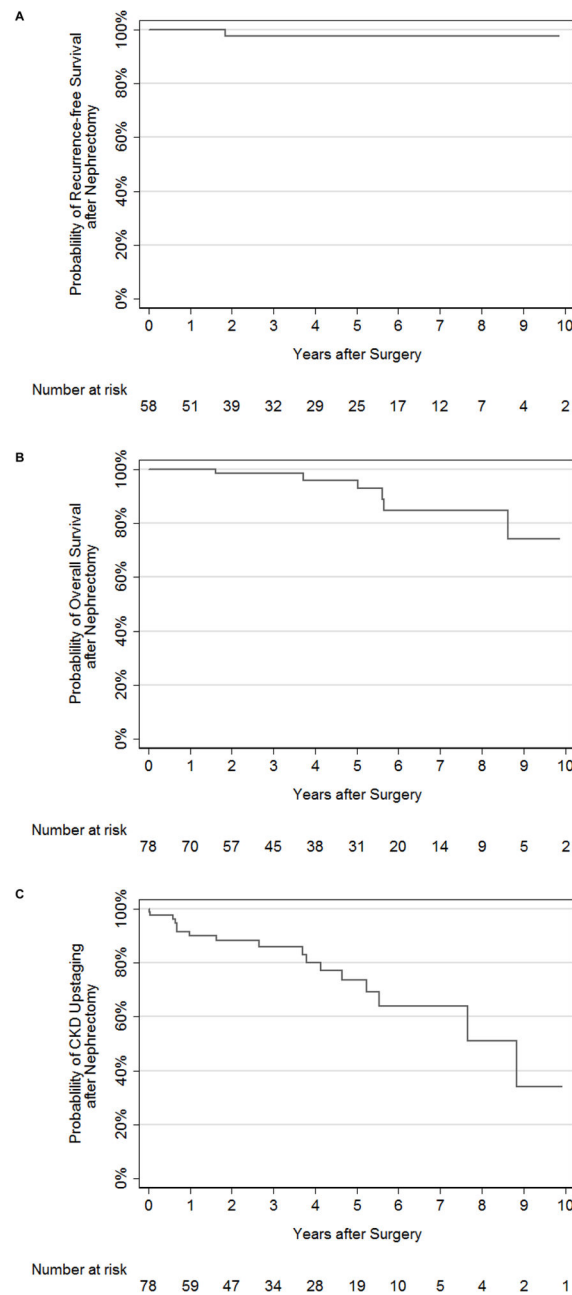 A
Probablility of Recurrence-free Survival
after Nephrectomy
100%
80%
60%
40%
20%
0%
0 1 2 3 4 5 6 7 8 9 10
Years after Surgery
Number at risk
58 51 39 32 29 25 17 12 7 4 2
B
Probablility of Overall Survival
after Nephrectomy
100%
80%
60%
40%
20%
0%
0 1 2 3 4 5 6 7 8 9 10
Years after Surgery
Number at risk
78 70 57 45 38 31 20 14 9 5 2
C
Probablility of CKD Upstaging
after Nephrectomy
100%
80%
60%
40%
20%
0%
0 1 2 3 4 5 6 7 8 9 10
Years after Surgery
Number at risk
78 59 47 34 28 19 10 5 4 2 1